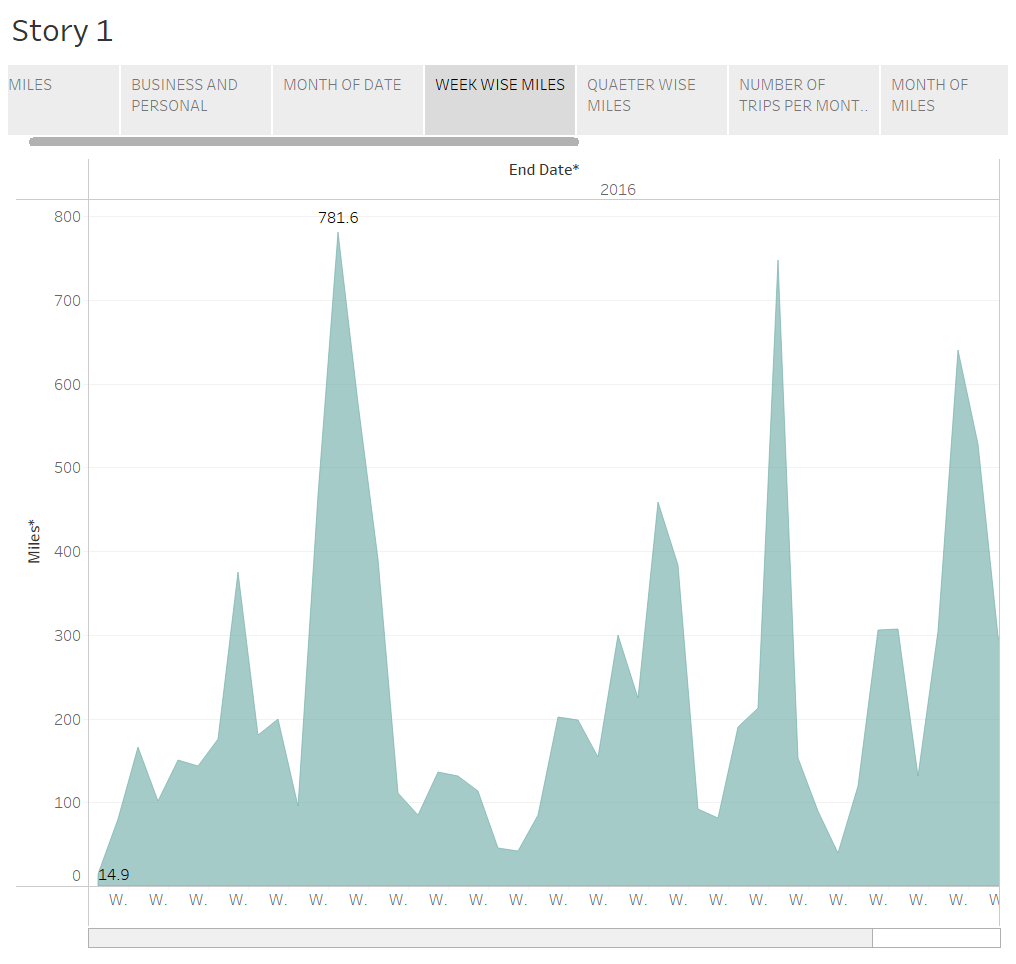 Story 1
MILES
BUSINESS AND
PERSONAL
MONTH OF DATE
WEEK WISE MILES
QUAETER WISE
MILES
NUMBER OF
TRIPS PER MONT..
MONTH OF
MILES
End Date*
2016
800
781.6
700
600
500
400
300
200
100
0
14.9
Miles*
W. W. W. W. W. W. W. W. W. W. W. W. W. W. W. W. W. W. W. W. W. W. W